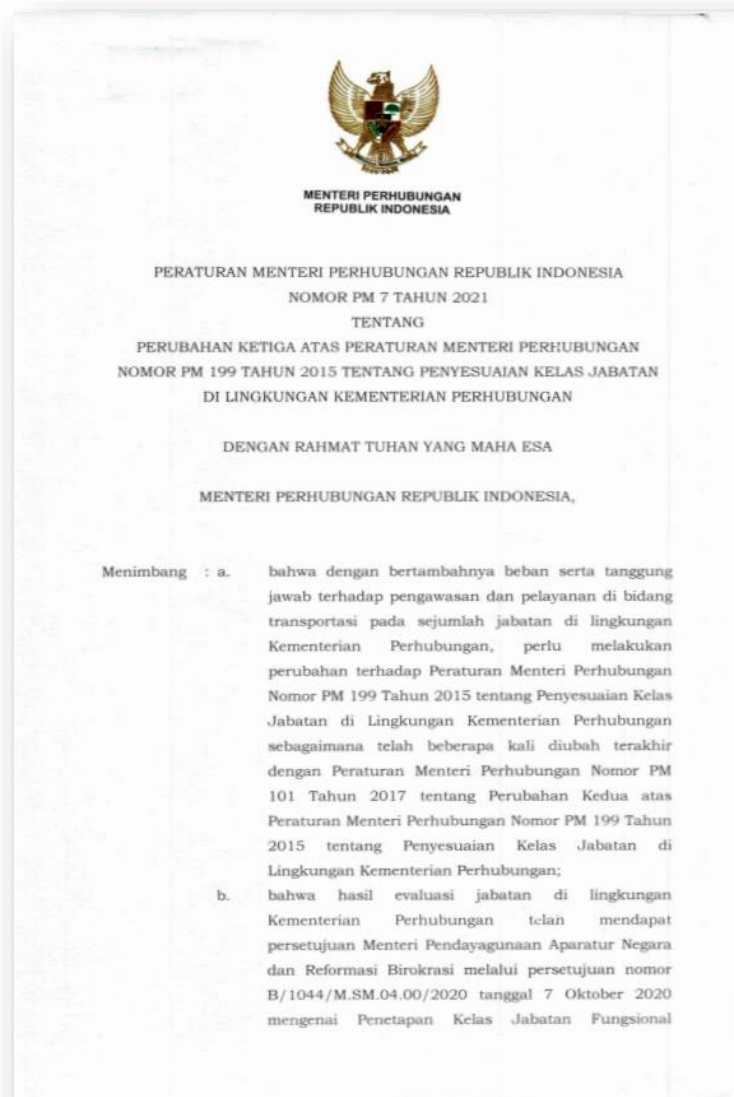 MENTERI PERHUBUNGAN
REPUBLIK INDONESIA
PERATURAN MENTERI PERHUBUNGAN REPUBLIK INDONESIA
NOMOR PM 7 TAHUN 2021
TENTANG
PERUBAHAN KETIGA ATAS PERATURAN MENTERI PERHUBUNGAN
NOMOR PM 199 TAHUN 2015 TENTANG PENYESUAIAN KELAS JABATAN
DI LINGKUNGAN KEMENTERIAN PERHUBUNGAN
DENGAN RAHMAT TUHAN YANG MAHA ESA
MENTERI PERHUBUNGAN REPUBLIK INDONESIA,
Menimbang : a. bahwa dengan bertambahnya beban serta tanggung
jawab terhadap pengawasan dan pelayanan di bidang
transportasi pada sejumlah jabatan di lingkungan
Kementerian Perhubungan, perlu melakukan
perubahan terhadap Peraturan Menteri Perhubungan
Nomor PM 199 Tahun 2015 tentang Penyesuaian Kelas
Jabatan di Lingkungan Kementerian Perhubungan
sebagaimana telah beberapa kali diubah terakhir
dengan Peraturan Menteri Perhubungan Nomor PM
101 Tahun 2017 tentang Perubahan Kedua atas
Peraturan Menteri Perhubungan Nomor PM 199 Tahun
2015 tentang Penyesuaian Kelas Jabatan di
Lingkungan Kementerian Perhubungan;
b. bahwa hasil evaluasi jabatan di lingkungan
Kementerian Perhubungan telah mendapat
persetujuan Menteri Pendayagunaan Aparatur Negara
dan Reformasi Birokrasi melalui persetujuan nomor
B/1044/M.SM.04.00/2020 tanggal 7 Oktober 2020
mengenai Penetapan Kelas Jabatan Fungsional